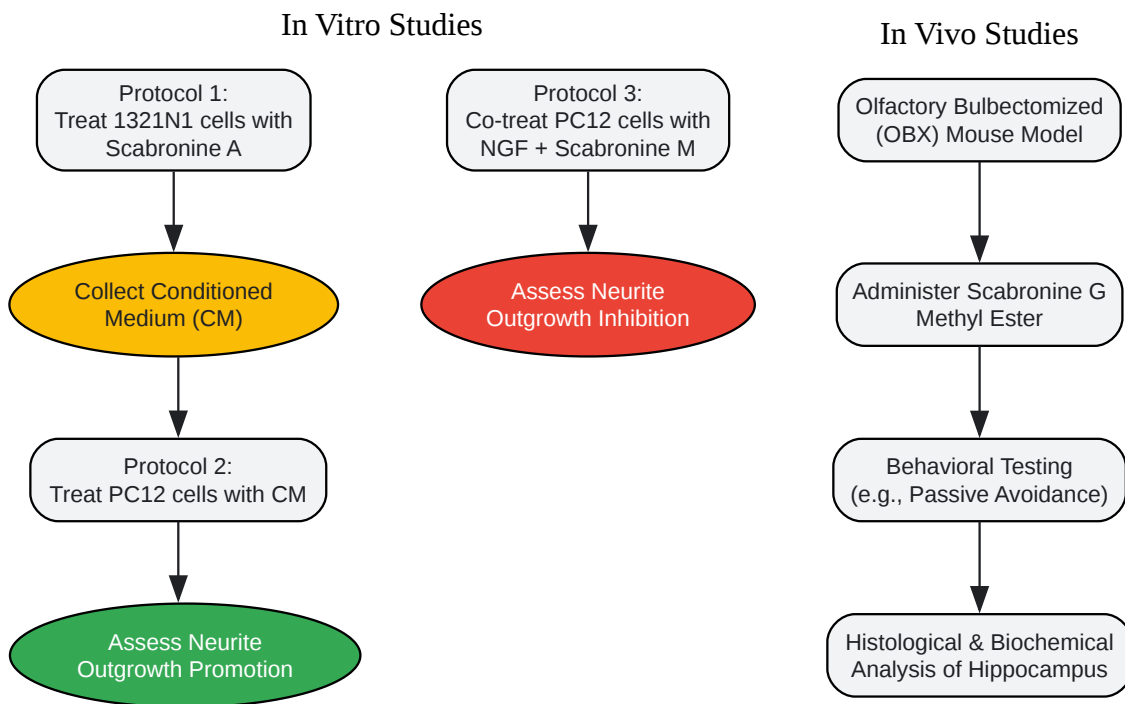 In Vitro Studies
Protocol 1:
Treat 1321N1 cells with
Scabronine A
Collect Conditioned
Medium (CM)
Protocol 2:
Treat PC12 cells with CM
Assess Neurite
Outgrowth Promotion
Protocol 3:
Co-treat PC12 cells with
NGF + Scabronine M
Assess Neurite
Outgrowth Inhibition
In Vivo Studies
Olfactory Bulbectomized
(OBX) Mouse Model
Administer Scabronine G
Methyl Ester
Behavioral Testing
(e.g., Passive Avoidance)
Histological & Biochemical
Analysis of Hippocampus